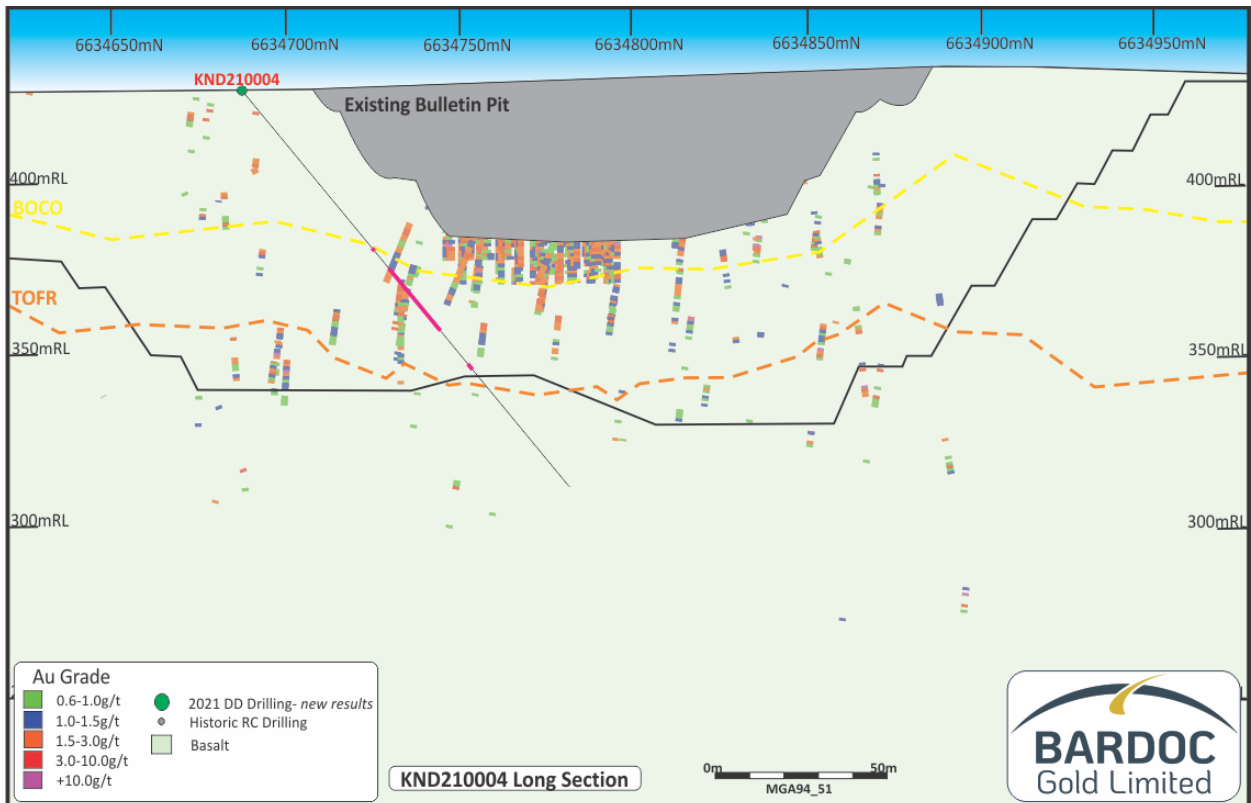 6634650mN 6634700mN 6634750mN 6634800mN 6634850mN 6634900mN 6634950mN
KND210004
Existing Bulletin Pit
400mRL 400mRL
BOCO
TOFR
350mRL 350mRL
300mRL 300mRL
Au Grade
0.6-1.0g/t
1.0-1.5g/t
1.5-3.0g/t
3.0-10.0g/t
+10.0g/t
2021 DD Drilling- new results
Historic RC Drilling
Basalt
KND210004 Long Section
0m 50m
MGA94_51
BARDOC
Gold Limited